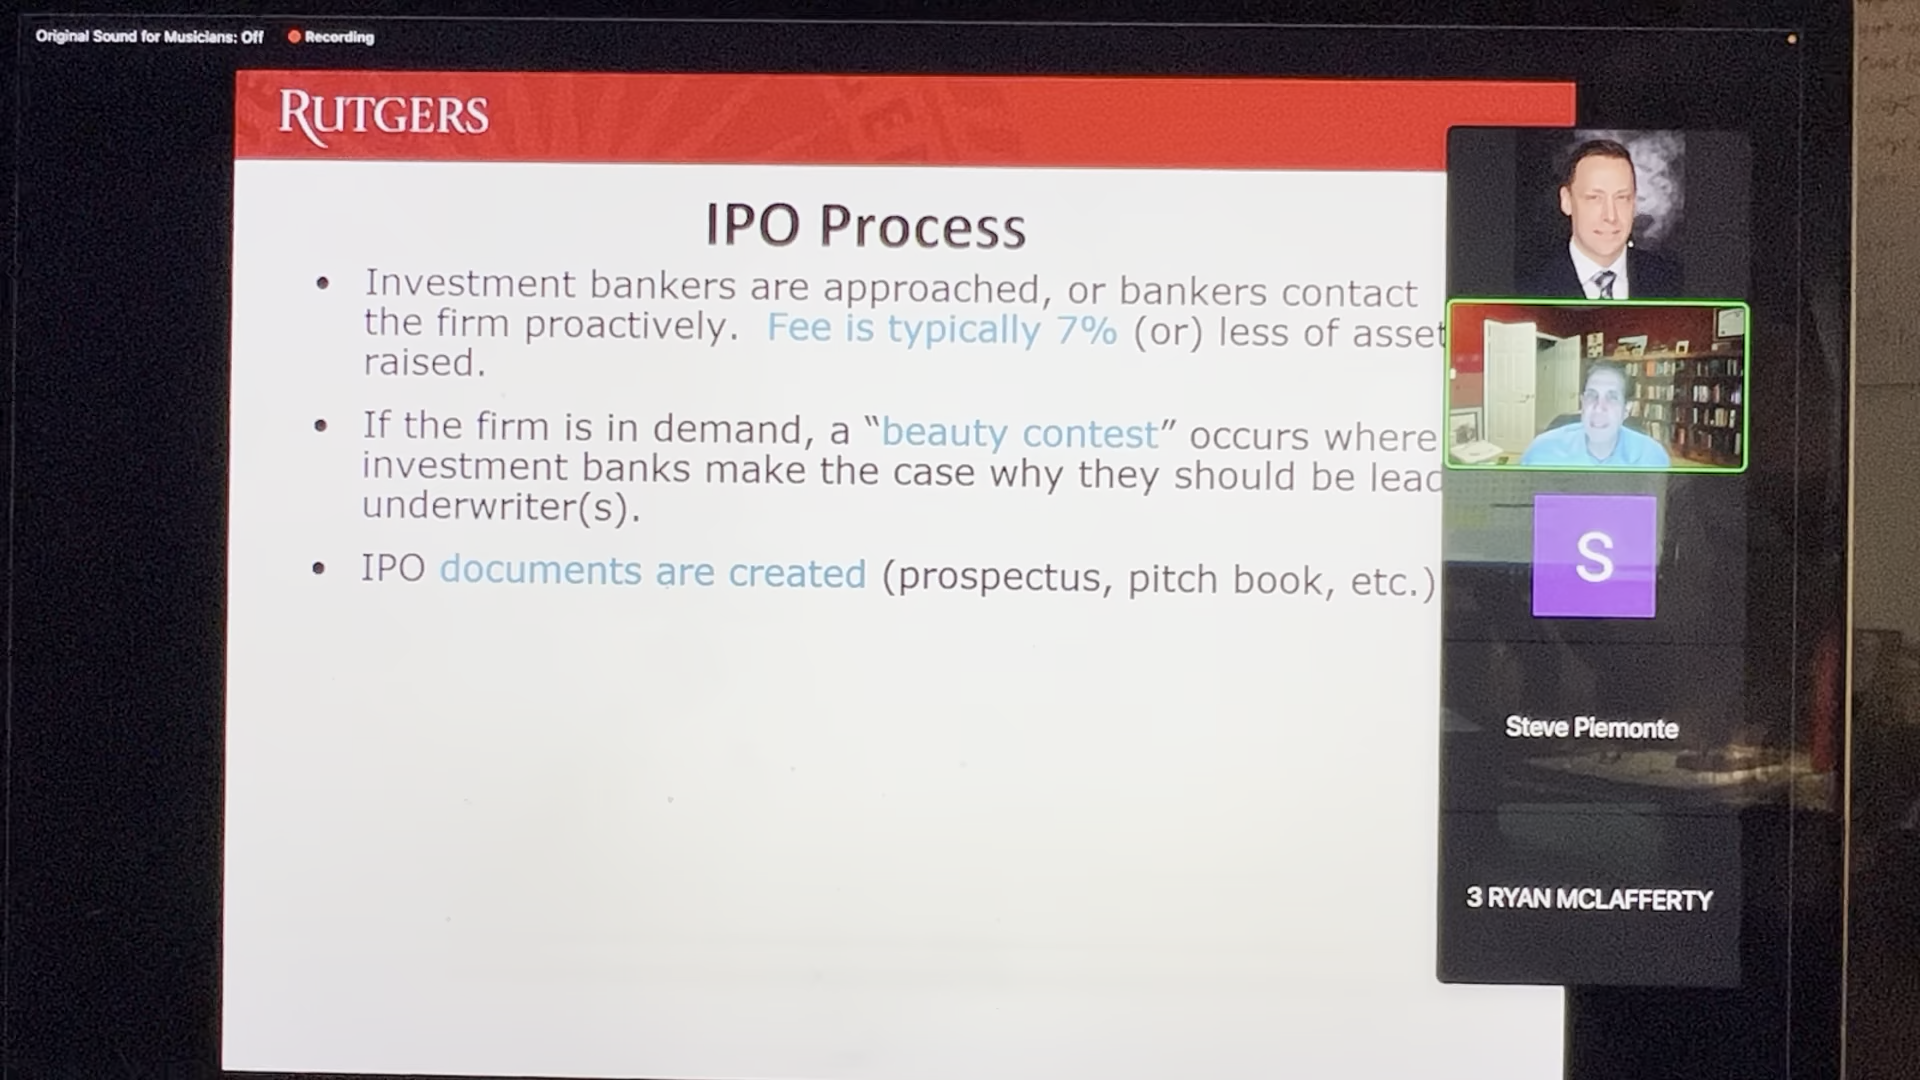 Original Sound for Musicians: Off
Recording
RUTGERS
IPO Process
• Investment bankers are approached, or bankers contact
the firm proactively. Fee is typically 7% (or) less of asset
raised.
• If the firm is in demand, a “beauty contest” occurs where
investment banks make the case why they should be lead
underwriter(s).
• IPO documents are created (prospectus, pitch book, etc.)
S
Steve Piemonte
3 RYAN MCLAFFERTY